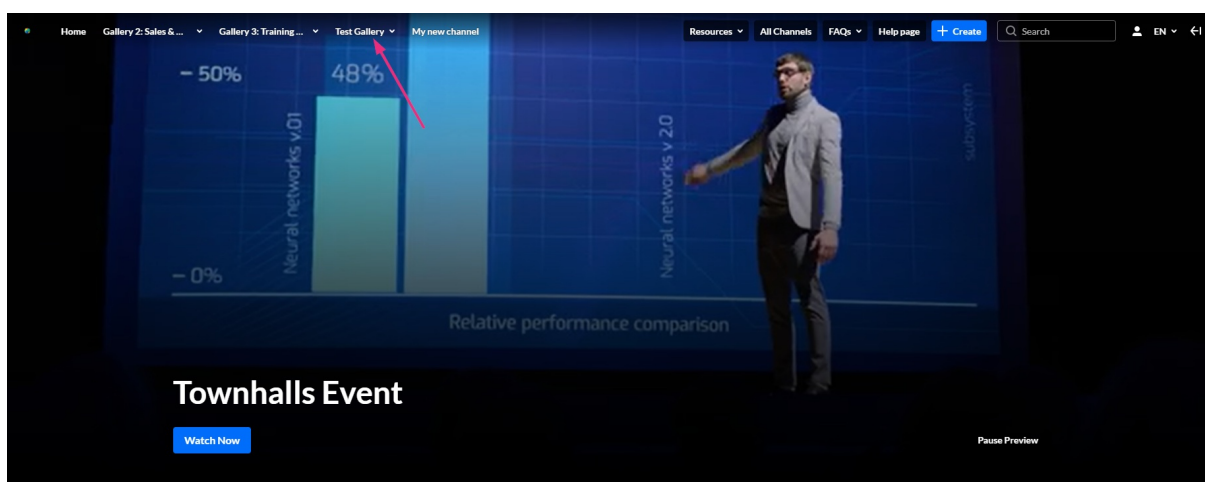 Home Gallery 2: Sales & ... Gallery 3: Training ... Test Gallery My new channel Resources All Channels FAQs Help page + Create Search EN
– 50%
48%
Neural networks v.01
Neural networks v 2.0
subsystem
– 0%
Relative performance comparison
Townhalls Event
Watch Now
Pause Preview